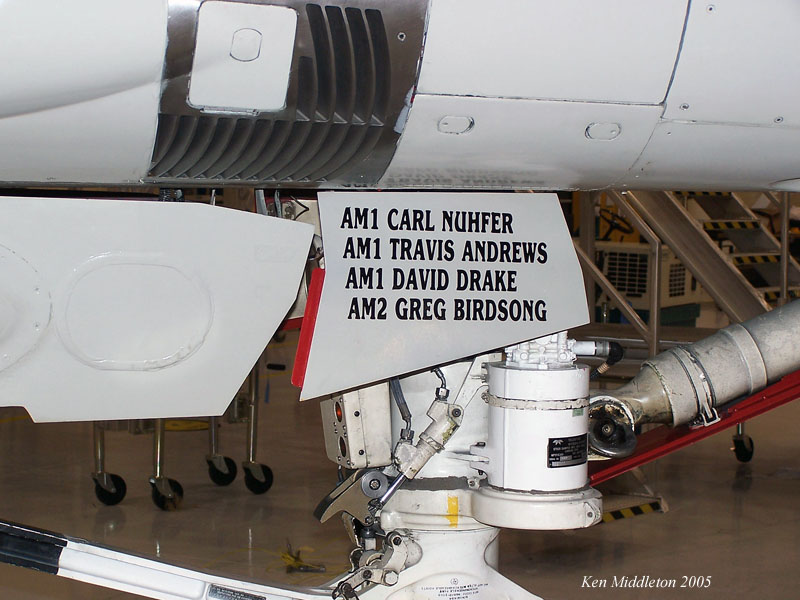 AM1 CARL NUHFER
AM1 TRAVIS ANDREWS
AM1 DAVID DRAKE
AM2 GREG BIRDSONG
Ken Middleton 2005